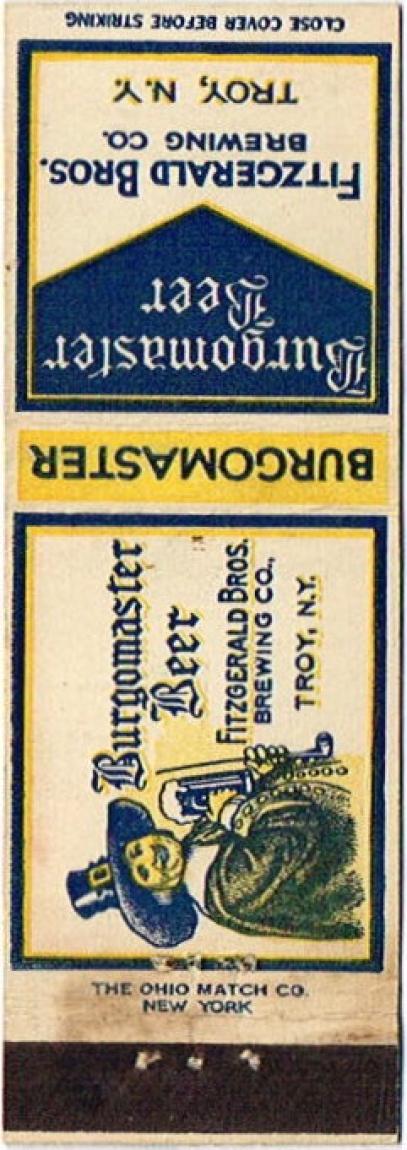 CLOSE COVER BEFORE STRIKING
TROY, N.Y.
FITZGERALD BROS.
BREWING CO.
Burgomaster
Beer
BURGOMASTER
Burgomaster
Beer
FITZGERALD BROS.
BREWING CO.,
TROY, N.Y.
THE OHIO MATCH CO.
NEW YORK